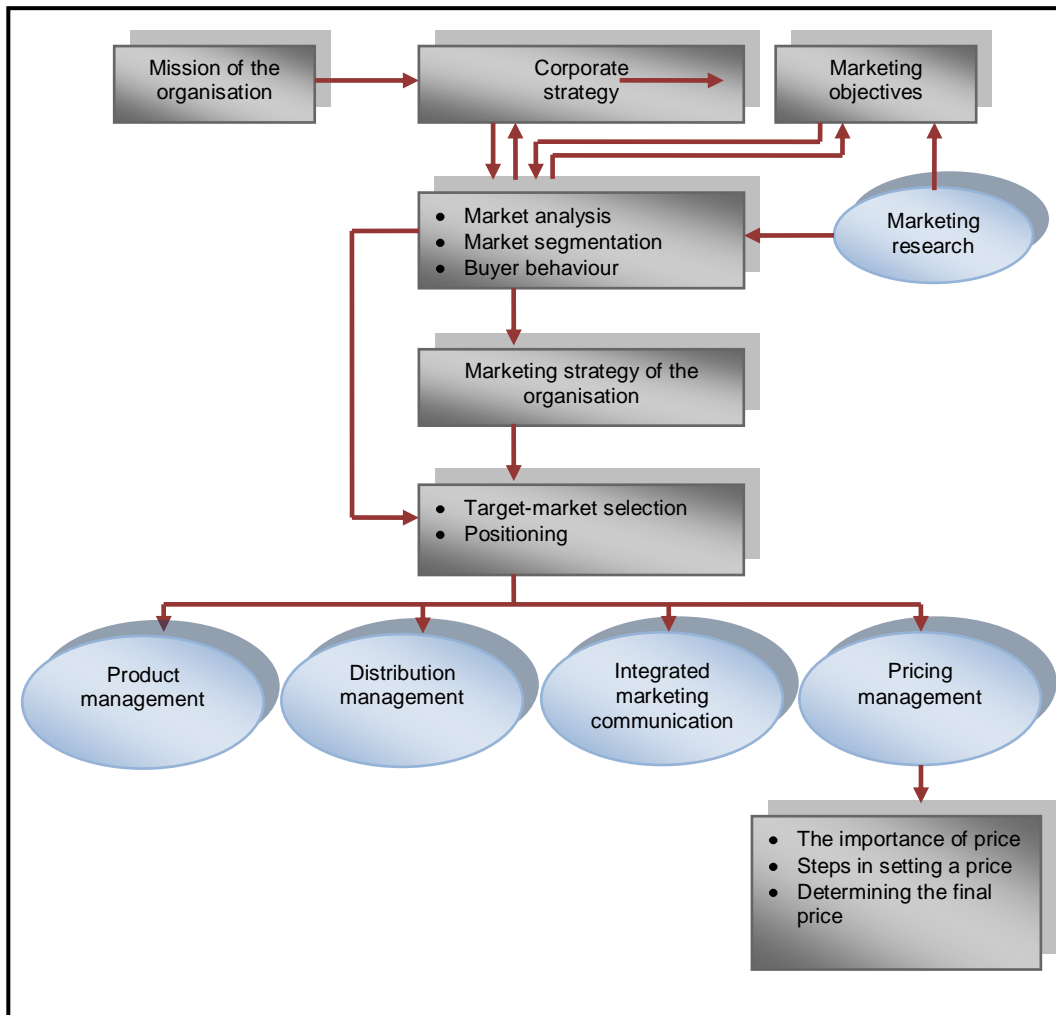 Mission of the
organisation
Corporate
strategy
Marketing
objectives
• Market analysis
• Market segmentation
• Buyer behaviour
Marketing
research
Marketing strategy of the
organisation
• Target-market selection
• Positioning
Product
management
Distribution
management
Integrated
marketing
communication
Pricing
management
• The importance of price
• Steps in setting a price
• Determining the final
price